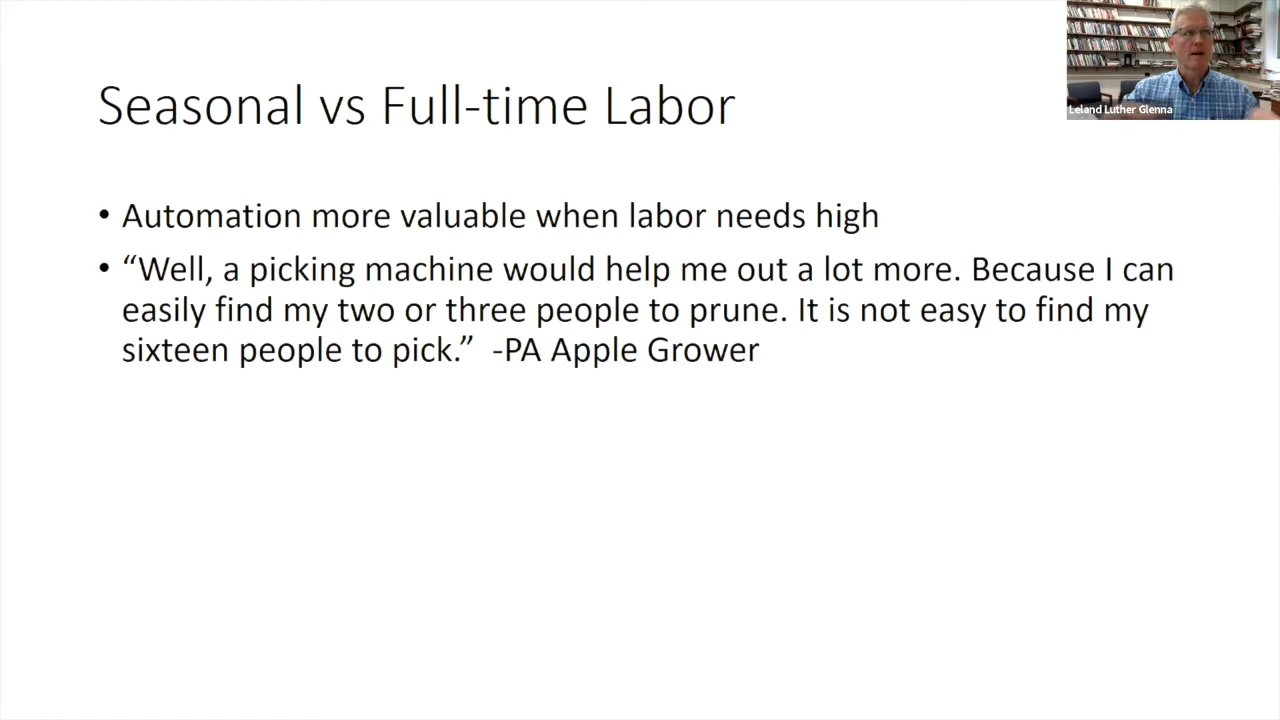 Seasonal vs Full-time Labor
Leland Luther Glenna
• Automation more valuable when labor needs high
• “Well, a picking machine would help me out a lot more. Because I can
easily find my two or three people to prune. It is not easy to find my
sixteen people to pick.”  -PA Apple Grower